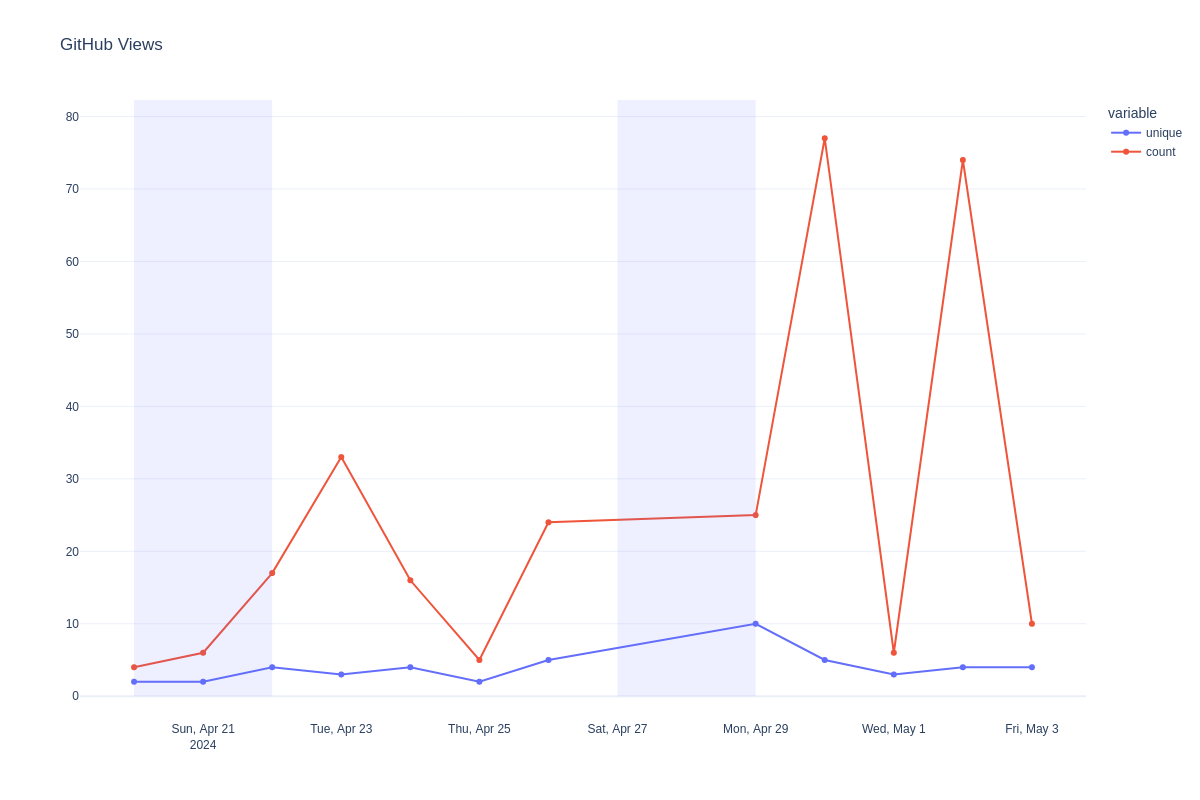 GitHub Views
variable
unique
count
80
70
60
50
40
30
20
10
0
Sun, Apr 21
2024
Tue, Apr 23
Thu, Apr 25
Sat, Apr 27
Mon, Apr 29
Wed, May 1
Fri, May 3